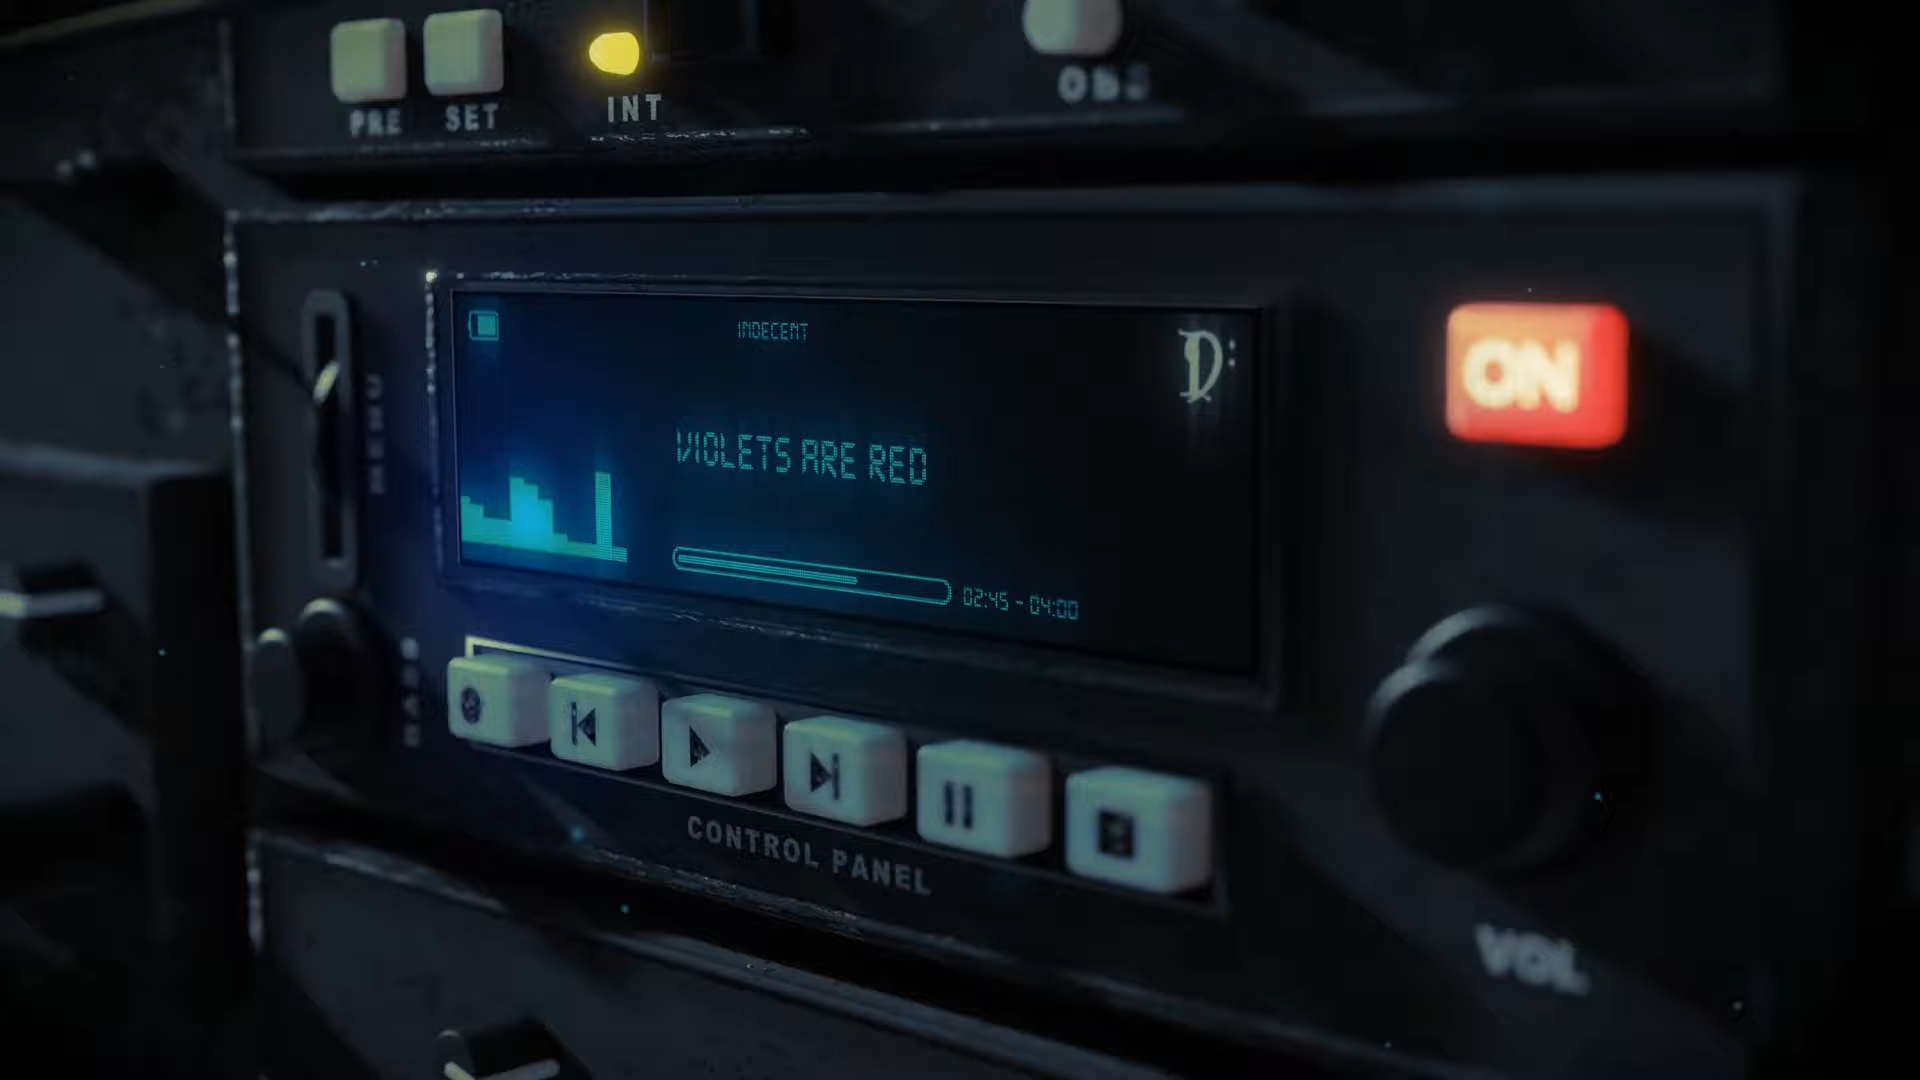 PRE
SET
INT
INDECENT
D:
ON
VIOLETS ARE RED
02:45 - 04:00
CONTROL PANEL
VOL